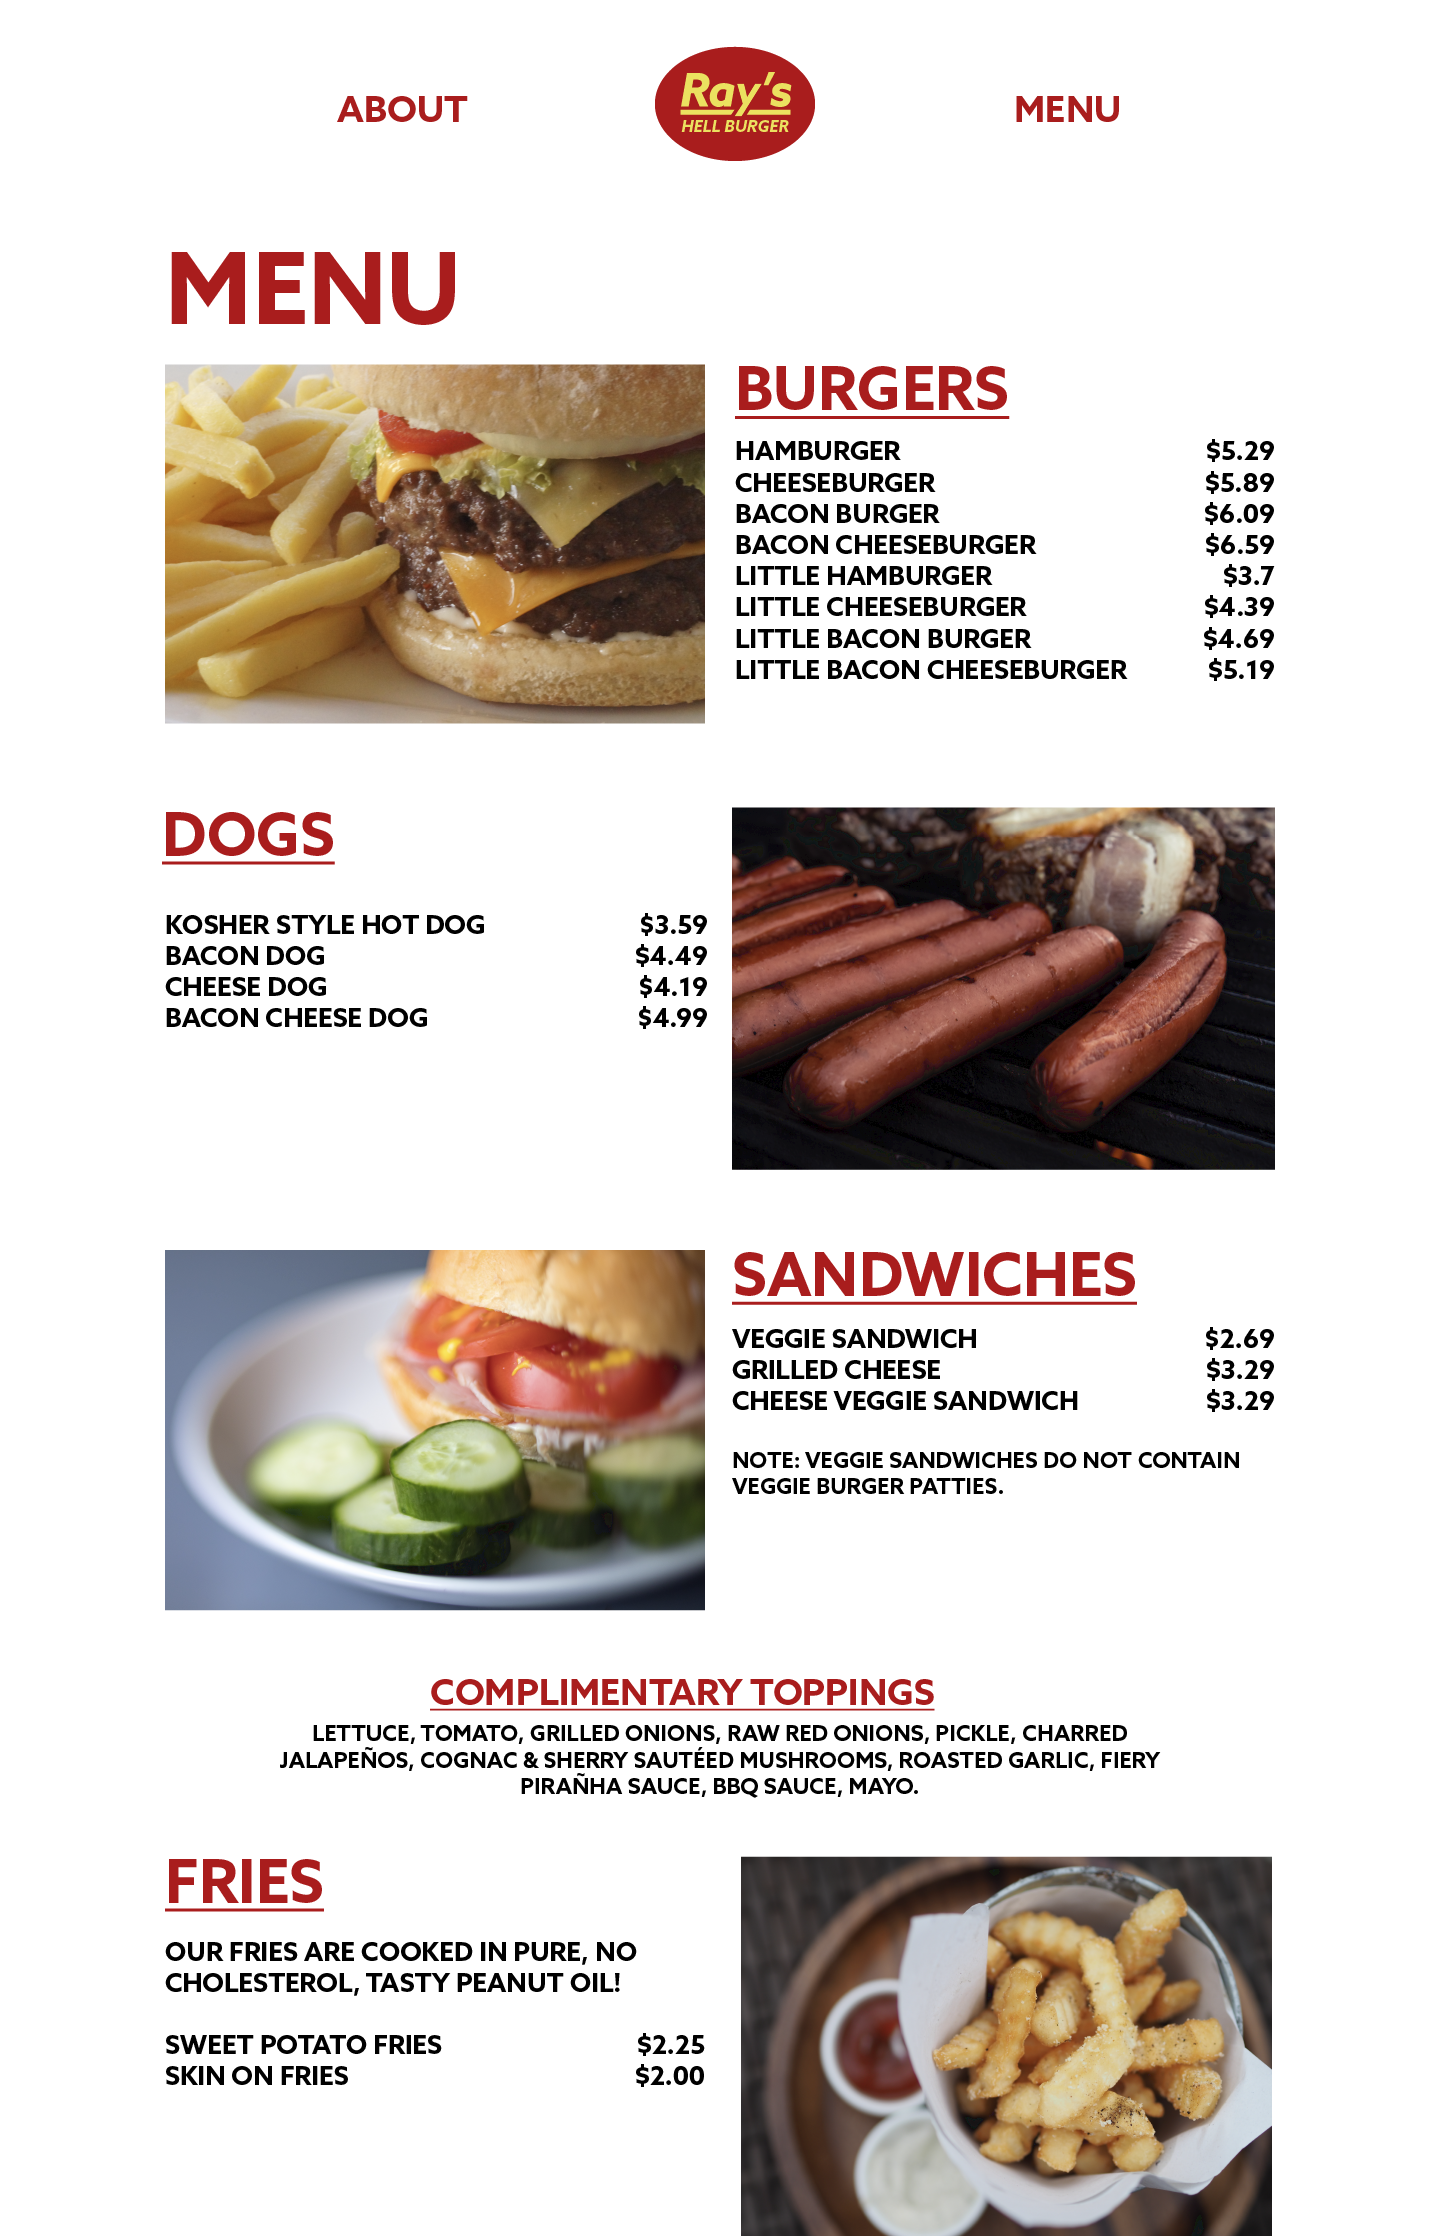 ABOUT
Ray's
HELL BURGER
MENU
MENU
BURGERS
HAMBURGER $5.29
CHEESEBURGER $5.89
BACON BURGER $6.09
BACON CHEESEBURGER $6.59
LITTLE HAMBURGER $3.7
LITTLE CHEESEBURGER $4.39
LITTLE BACON BURGER $4.69
LITTLE BACON CHEESEBURGER $5.19
DOGS
KOSHER STYLE HOT DOG $3.59
BACON DOG $4.49
CHEESE DOG $4.19
BACON CHEESE DOG $4.99
SANDWICHES
VEGGIE SANDWICH $2.69
GRILLED CHEESE $3.29
CHEESE VEGGIE SANDWICH $3.29
NOTE: VEGGIE SANDWICHES DO NOT CONTAIN
VEGGIE BURGER PATTIES.
COMPLIMENTARY TOPPINGS
LETTUCE, TOMATO, GRILLED ONIONS, RAW RED ONIONS, PICKLE, CHARRED
JALAPEÑOS, COGNAC & SHERRY SAUTÉED MUSHROOMS, ROASTED GARLIC, FIERY
PIRAÑHA SAUCE, BBQ SAUCE, MAYO.
FRIES
OUR FRIES ARE COOKED IN PURE, NO
CHOLESTEROL, TASTY PEANUT OIL!
SWEET POTATO FRIES $2.25
SKIN ON FRIES $2.00